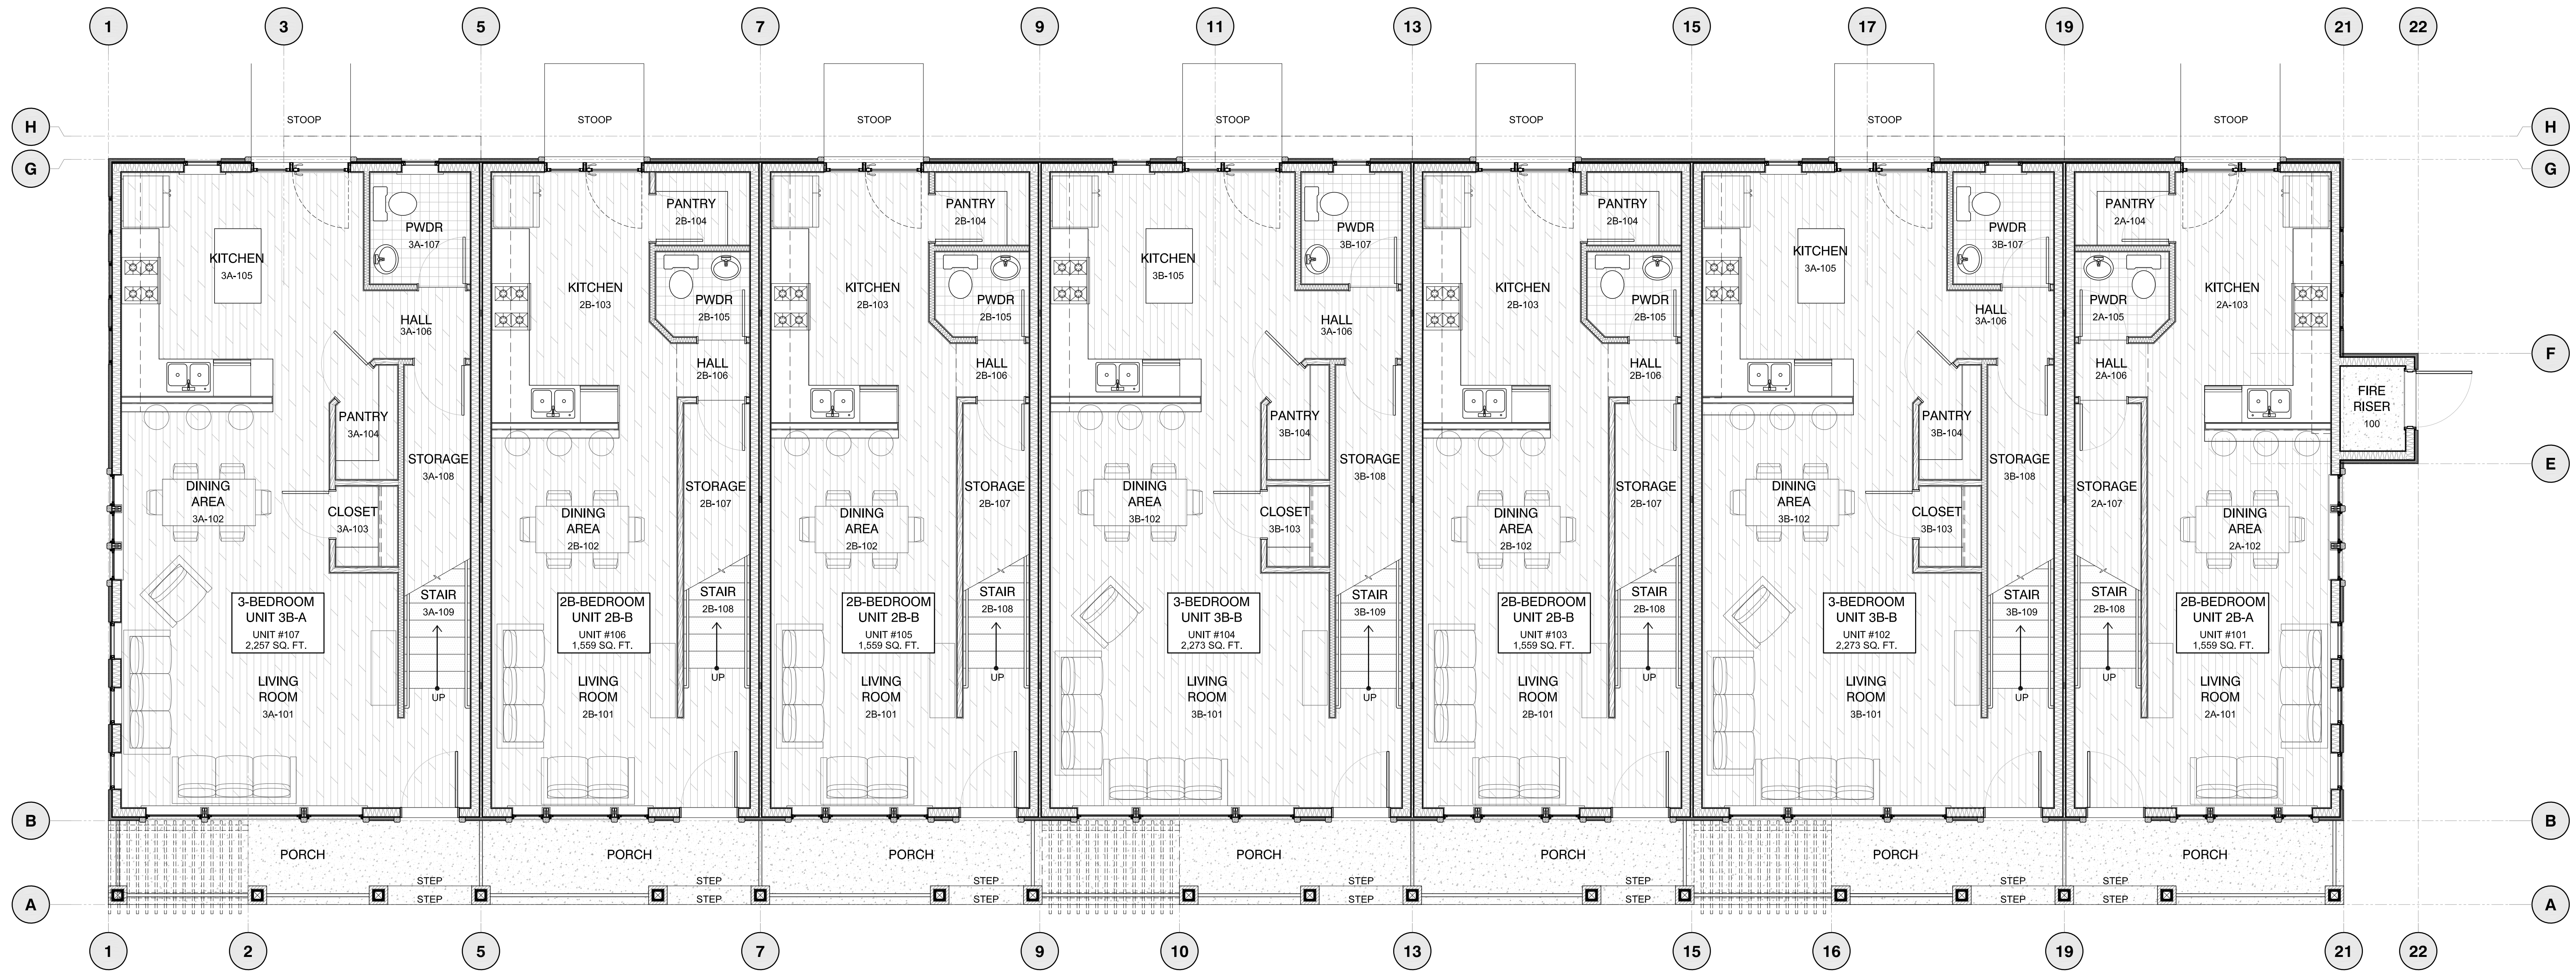 1
3
5
7
9
11
13
15
17
19
21
22
H
STOOP
STOOP
STOOP
STOOP
STOOP
STOOP
STOOP
H
G
G
PWDR
3A-107
KITCHEN
3A-105
HALL
3A-106
PANTRY
3A-104
STORAGE
3A-108
DINING
AREA
3A-102
CLOSET
3A-103
STAIR
3A-109
3-BEDROOM
UNIT 3B-A
UNIT #107
2,257 SQ. FT.
UP
LIVING
ROOM
3A-101
PANTRY
2B-104
KITCHEN
2B-103
PWDR
2B-105
HALL
2B-106
STORAGE
2B-107
DINING
AREA
2B-102
STAIR
2B-108
2B-BEDROOM
UNIT 2B-B
UNIT #106
1,559 SQ. FT.
UP
LIVING
ROOM
2B-101
PANTRY
2B-104
KITCHEN
2B-103
PWDR
2B-105
HALL
2B-106
STORAGE
2B-107
DINING
AREA
2B-102
STAIR
2B-108
2B-BEDROOM
UNIT 2B-B
UNIT #105
1,559 SQ. FT.
UP
LIVING
ROOM
2B-101
PWDR
3B-107
KITCHEN
3B-105
HALL
3A-106
PANTRY
3B-104
STORAGE
3B-108
DINING
AREA
3B-102
CLOSET
3B-103
STAIR
3B-109
3-BEDROOM
UNIT 3B-B
UNIT #104
2,273 SQ. FT.
UP
LIVING
ROOM
3B-101
PANTRY
2B-104
KITCHEN
2B-103
PWDR
2B-105
HALL
2B-106
STORAGE
2B-107
DINING
AREA
2B-102
STAIR
2B-108
2B-BEDROOM
UNIT 2B-B
UNIT #103
1,559 SQ. FT.
UP
LIVING
ROOM
2B-101
PWDR
3B-107
KITCHEN
3A-105
HALL
3A-106
PANTRY
3B-104
STORAGE
3B-108
DINING
AREA
3B-102
CLOSET
3B-103
STAIR
3B-109
3-BEDROOM
UNIT 3B-B
UNIT #102
2,273 SQ. FT.
UP
LIVING
ROOM
3B-101
PANTRY
2A-104
KITCHEN
2A-103
PWDR
2A-105
HALL
2A-106
STORAGE
2A-107
DINING
AREA
2A-102
STAIR
2B-108
2B-BEDROOM
UNIT 2B-A
UNIT #101
1,559 SQ. FT.
UP
LIVING
ROOM
2A-101
F
FIRE
RISER
100
E
B
B
PORCH
PORCH
PORCH
PORCH
PORCH
PORCH
PORCH
STEP
STEP
STEP
STEP
STEP
STEP
STEP
A
STEP
STEP
STEP
STEP
STEP
STEP
STEP
A
1
2
5
7
9
10
13
15
16
19
21
22